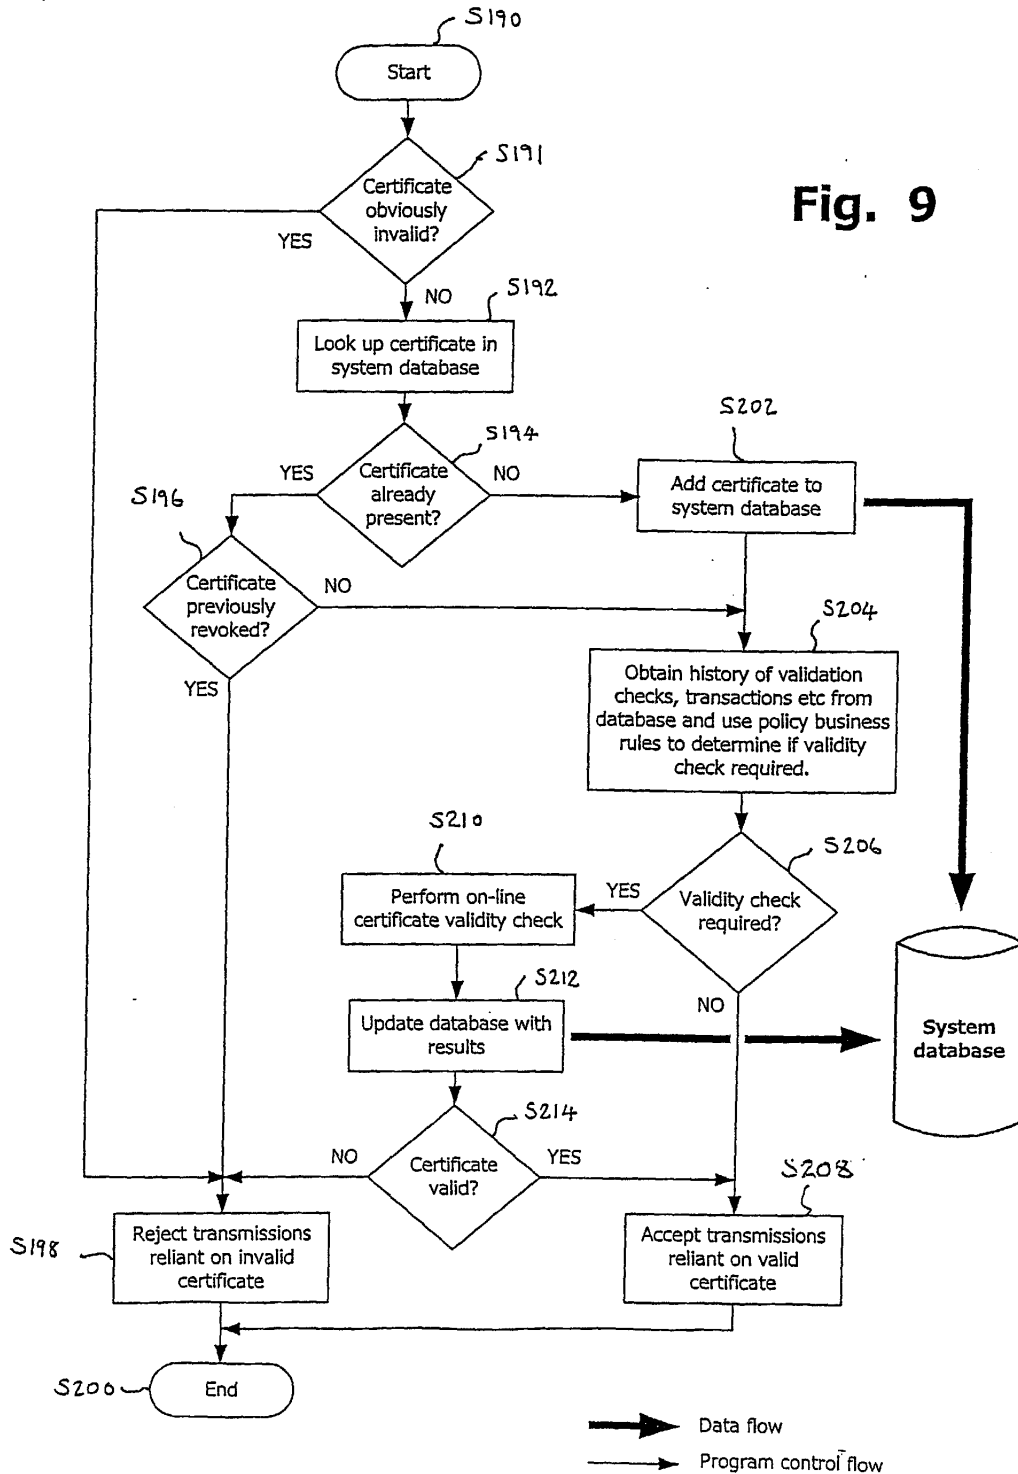 S190
Start
S191
Certificate
obviously
invalid?
Fig. 9
YES
NO
S192
Look up certificate in
system database
S202
S194
YES
Certificate
already
present?
NO
Add certificate to
system database
S196
Certificate
previously
revoked?
NO
S204
YES
Obtain history of validation
checks, transactions etc from
database and use policy business
rules to determine if validity
check required.
S210
S206
Perform on-line
certificate validity check
YES
Validity check
required?
S212
NO
Update database with
results
System
database
S214
NO
Certificate
valid?
YES
S208
S198
Reject transmissions
reliant on invalid
certificate
Accept transmissions
reliant on valid
certificate
S200
End
Data flow
Program control flow